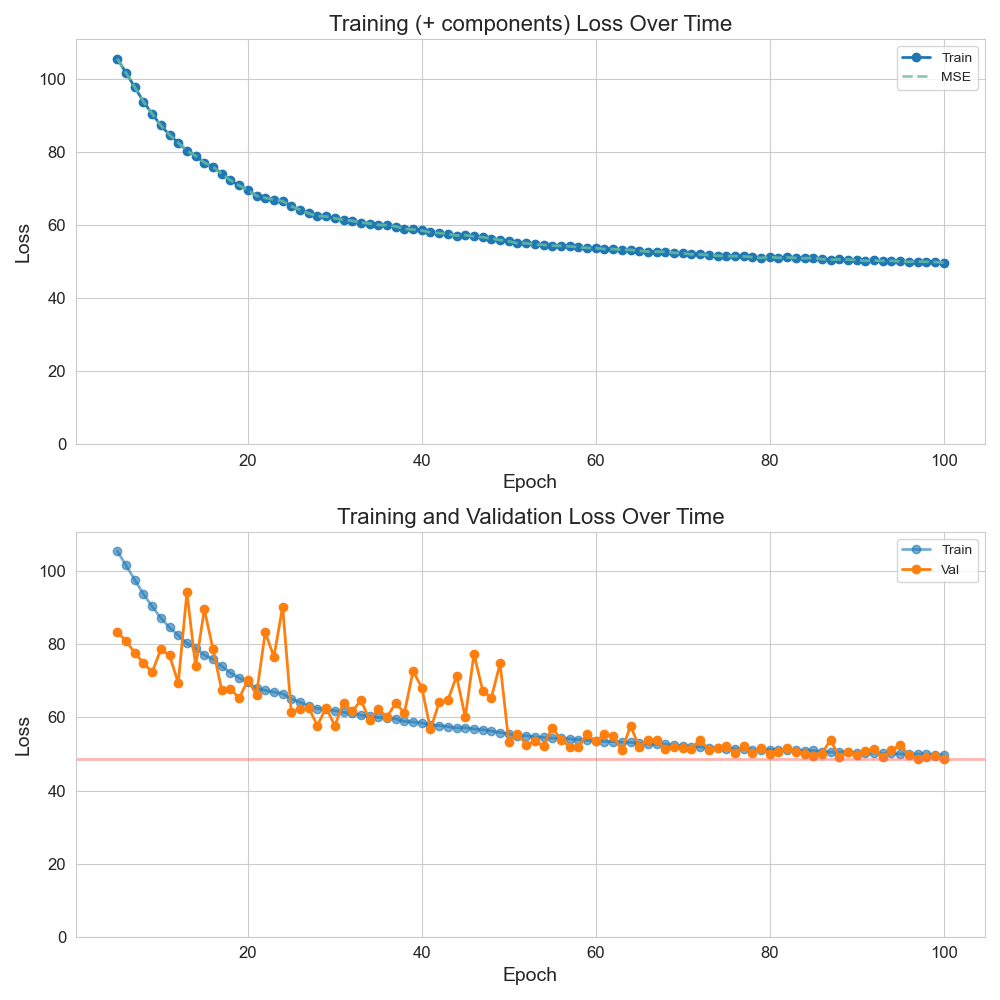 Training (+ components) Loss Over Time
Train
MSE
100
80
60
40
20
0
Loss
20 40 60 80 100
Epoch
Training and Validation Loss Over Time
Train
Val
100
80
60
40
20
0
Loss
20 40 60 80 100
Epoch